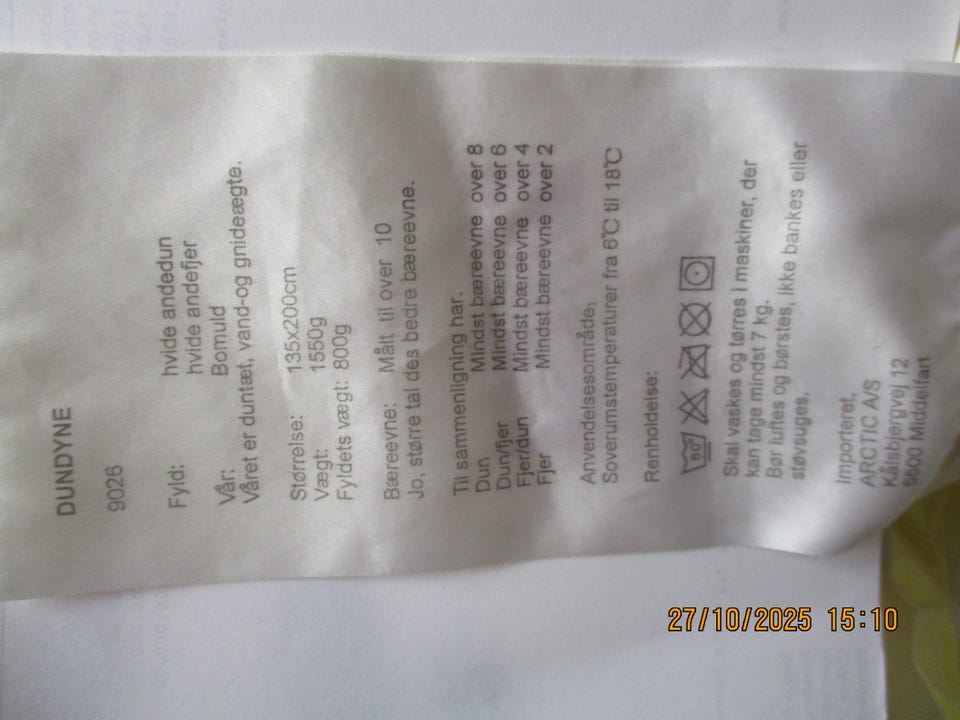 DUNDYNE
9026
Fyld: hvide andedun
hvide andefjer
Vår: Bomuld
Våret er duntæt, vand-og gnideægte.
Størrelse: 135x200cm
Vægt: 1550g
Fyldets vægt: 800g
Bæreevne: Målt til over 10
Jo, større tal des bedre bæreevne.
Til sammenligning har.
Dun Mindst bæreevne over 8
Dun/fjer Mindst bæreevne over 6
Fjer/dun Mindst bæreevne over 4
Fjer Mindst bæreevne over 2
Anvendelsesområde:
Soverumstemperaturer fra 6℃ til 18℃
Renholdelse:
60°
Skal vaskes og tørres i maskiner, der
kan tage mindst 7 kg.
Bør luftes og børstes, ikke bankes eller
støvsuges.
Importeret,
ARCTIC A/S
Kålsbjergvej 12
5500 Middelfart
27/10/2025 15:10